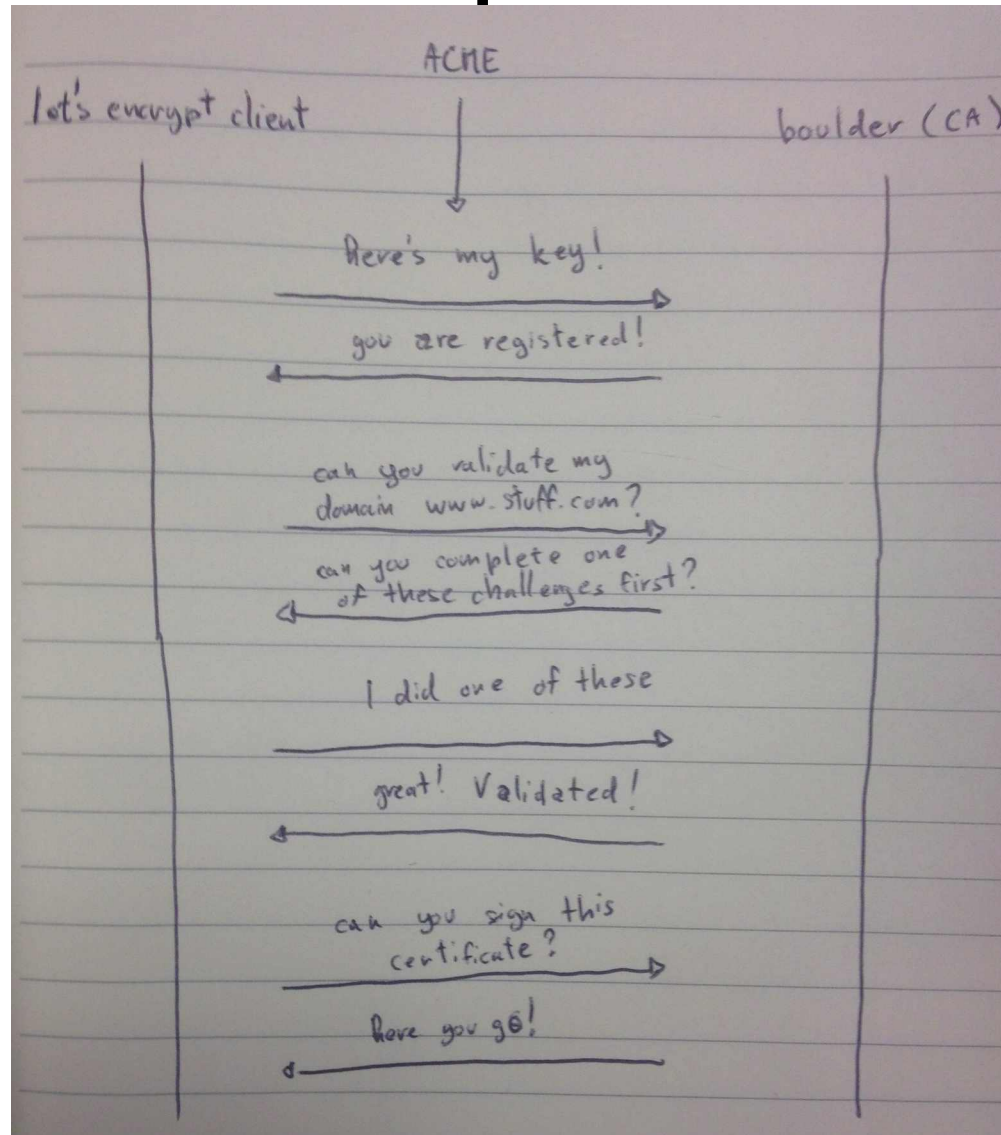 ACME
let's encrypt client
boulder (CA)
here's my key!
you are registered!
can you validate my
domain www.stuff.com?
can you complete one
of these challenges first?
I did one of these
great! Validated!
can you sign this
certificate?
here you go!